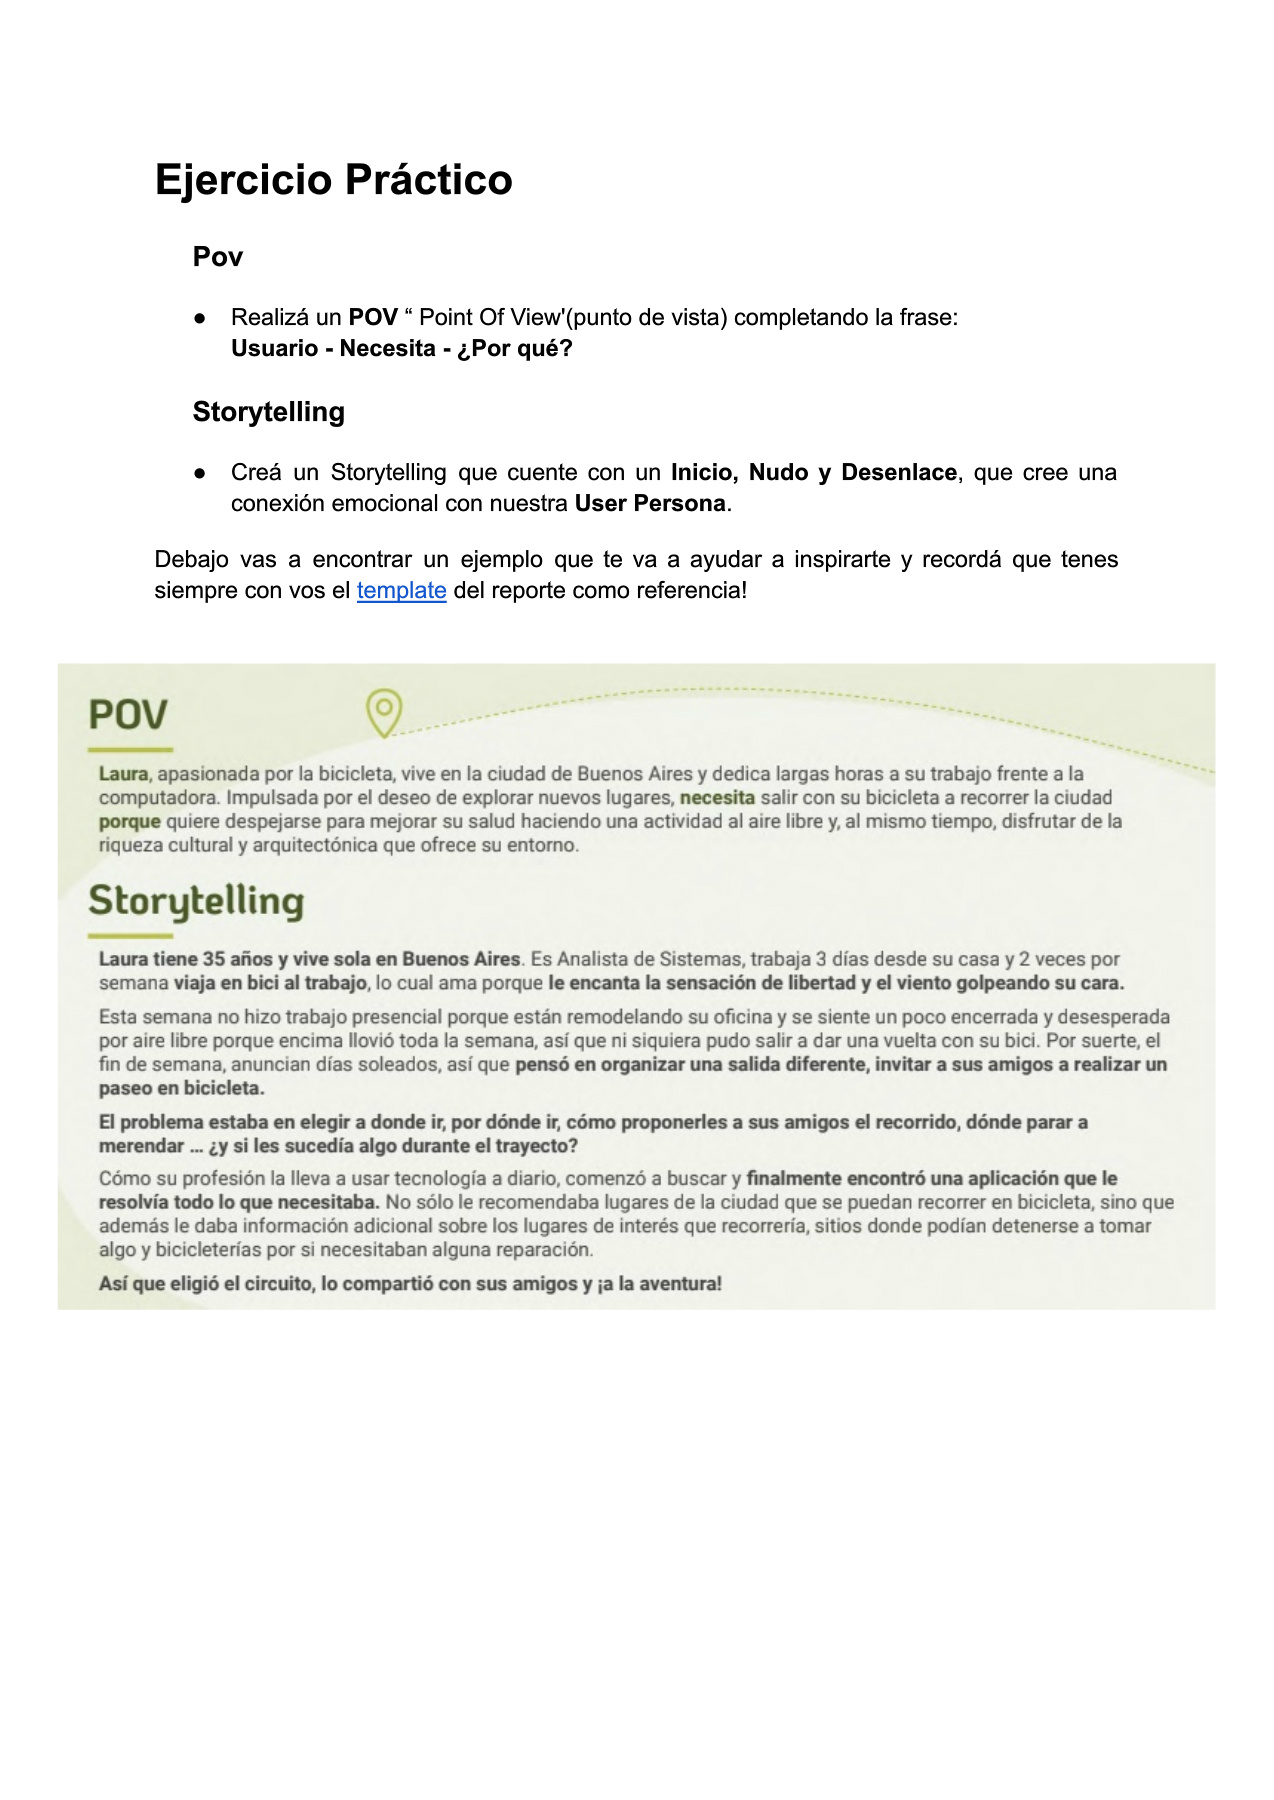 Ejercicio Práctico
Pov
● Realizá un POV “ Point Of View'(punto de vista) completando la frase:
Usuario - Necesita - ¿Por qué?
Storytelling
● Creá un Storytelling que cuente con un Inicio, Nudo y Desenlace, que cree una
conexión emocional con nuestra User Persona.
Debajo vas a encontrar un ejemplo que te va a ayudar a inspirarte y recordá que tenes
siempre con vos el template del reporte como referencia!
POV
Laura, apasionada por la bicicleta, vive en la ciudad de Buenos Aires y dedica largas horas a su trabajo frente a la
computadora. Impulsada por el deseo de explorar nuevos lugares, necesita salir con su bicicleta a recorrer la ciudad
porque quiere despejarse para mejorar su salud haciendo una actividad al aire libre y, al mismo tiempo, disfrutar de la
riqueza cultural y arquitectónica que ofrece su entorno.
Storytelling
Laura tiene 35 años y vive sola en Buenos Aires. Es Analista de Sistemas, trabaja 3 días desde su casa y 2 veces por
semana viaja en bici al trabajo, lo cual ama porque le encanta la sensación de libertad y el viento golpeando su cara.
Esta semana no hizo trabajo presencial porque están remodelando su oficina y se siente un poco encerrada y desesperada
por aire libre porque encima llovió toda la semana, así que ni siquiera pudo salir a dar una vuelta con su bici. Por suerte, el
fin de semana, anuncian días soleados, así que pensó en organizar una salida diferente, invitar a sus amigos a realizar un
paseo en bicicleta.
El problema estaba en elegir a donde ir, por dónde ir, cómo proponerles a sus amigos el recorrido, dónde parar a
merendar ... ¿y si les sucedía algo durante el trayecto?
Cómo su profesión la lleva a usar tecnología a diario, comenzó a buscar y finalmente encontró una aplicación que le
resolvía todo lo que necesitaba. No sólo le recomendaba lugares de la ciudad que se puedan recorrer en bicicleta, sino que
además le daba información adicional sobre los lugares de interés que recorrería, sitios donde podían detenerse a tomar
algo y bicicleterías por si necesitaban alguna reparación.
Así que eligió el circuito, lo compartió con sus amigos y ¡a la aventura!